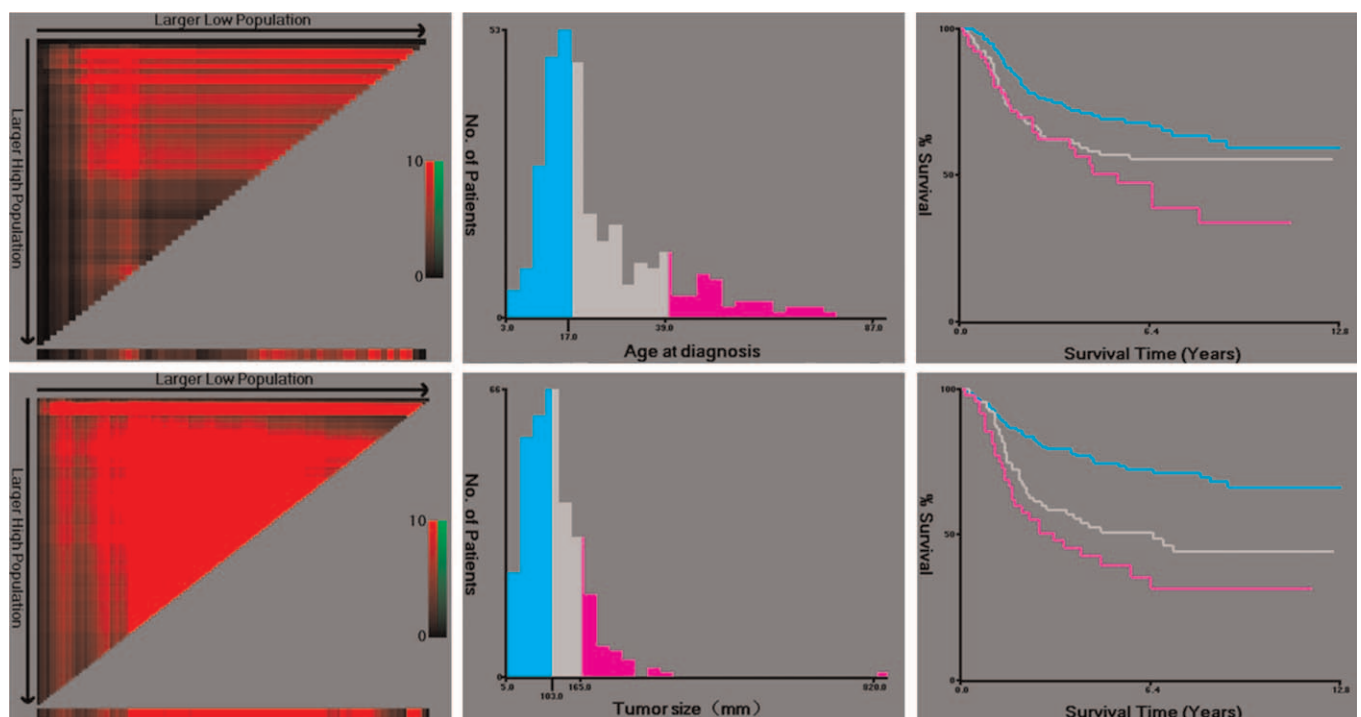 Larger Low Population
Larger High Population
10
0
53
No. of Patients
0
3.0
17.0
39.0
87.0
Age at diagnosis
100
% Survival
50
0
0.0
6.4
12.8
Survival Time (Years)
Larger Low Population
Larger High Population
10
0
66
No. of Patients
0
5.0
103.0
165.0
820.0
Tumor size (mm)
100
% Survival
50
0
0.0
6.4
12.8
Survival Time (Years)